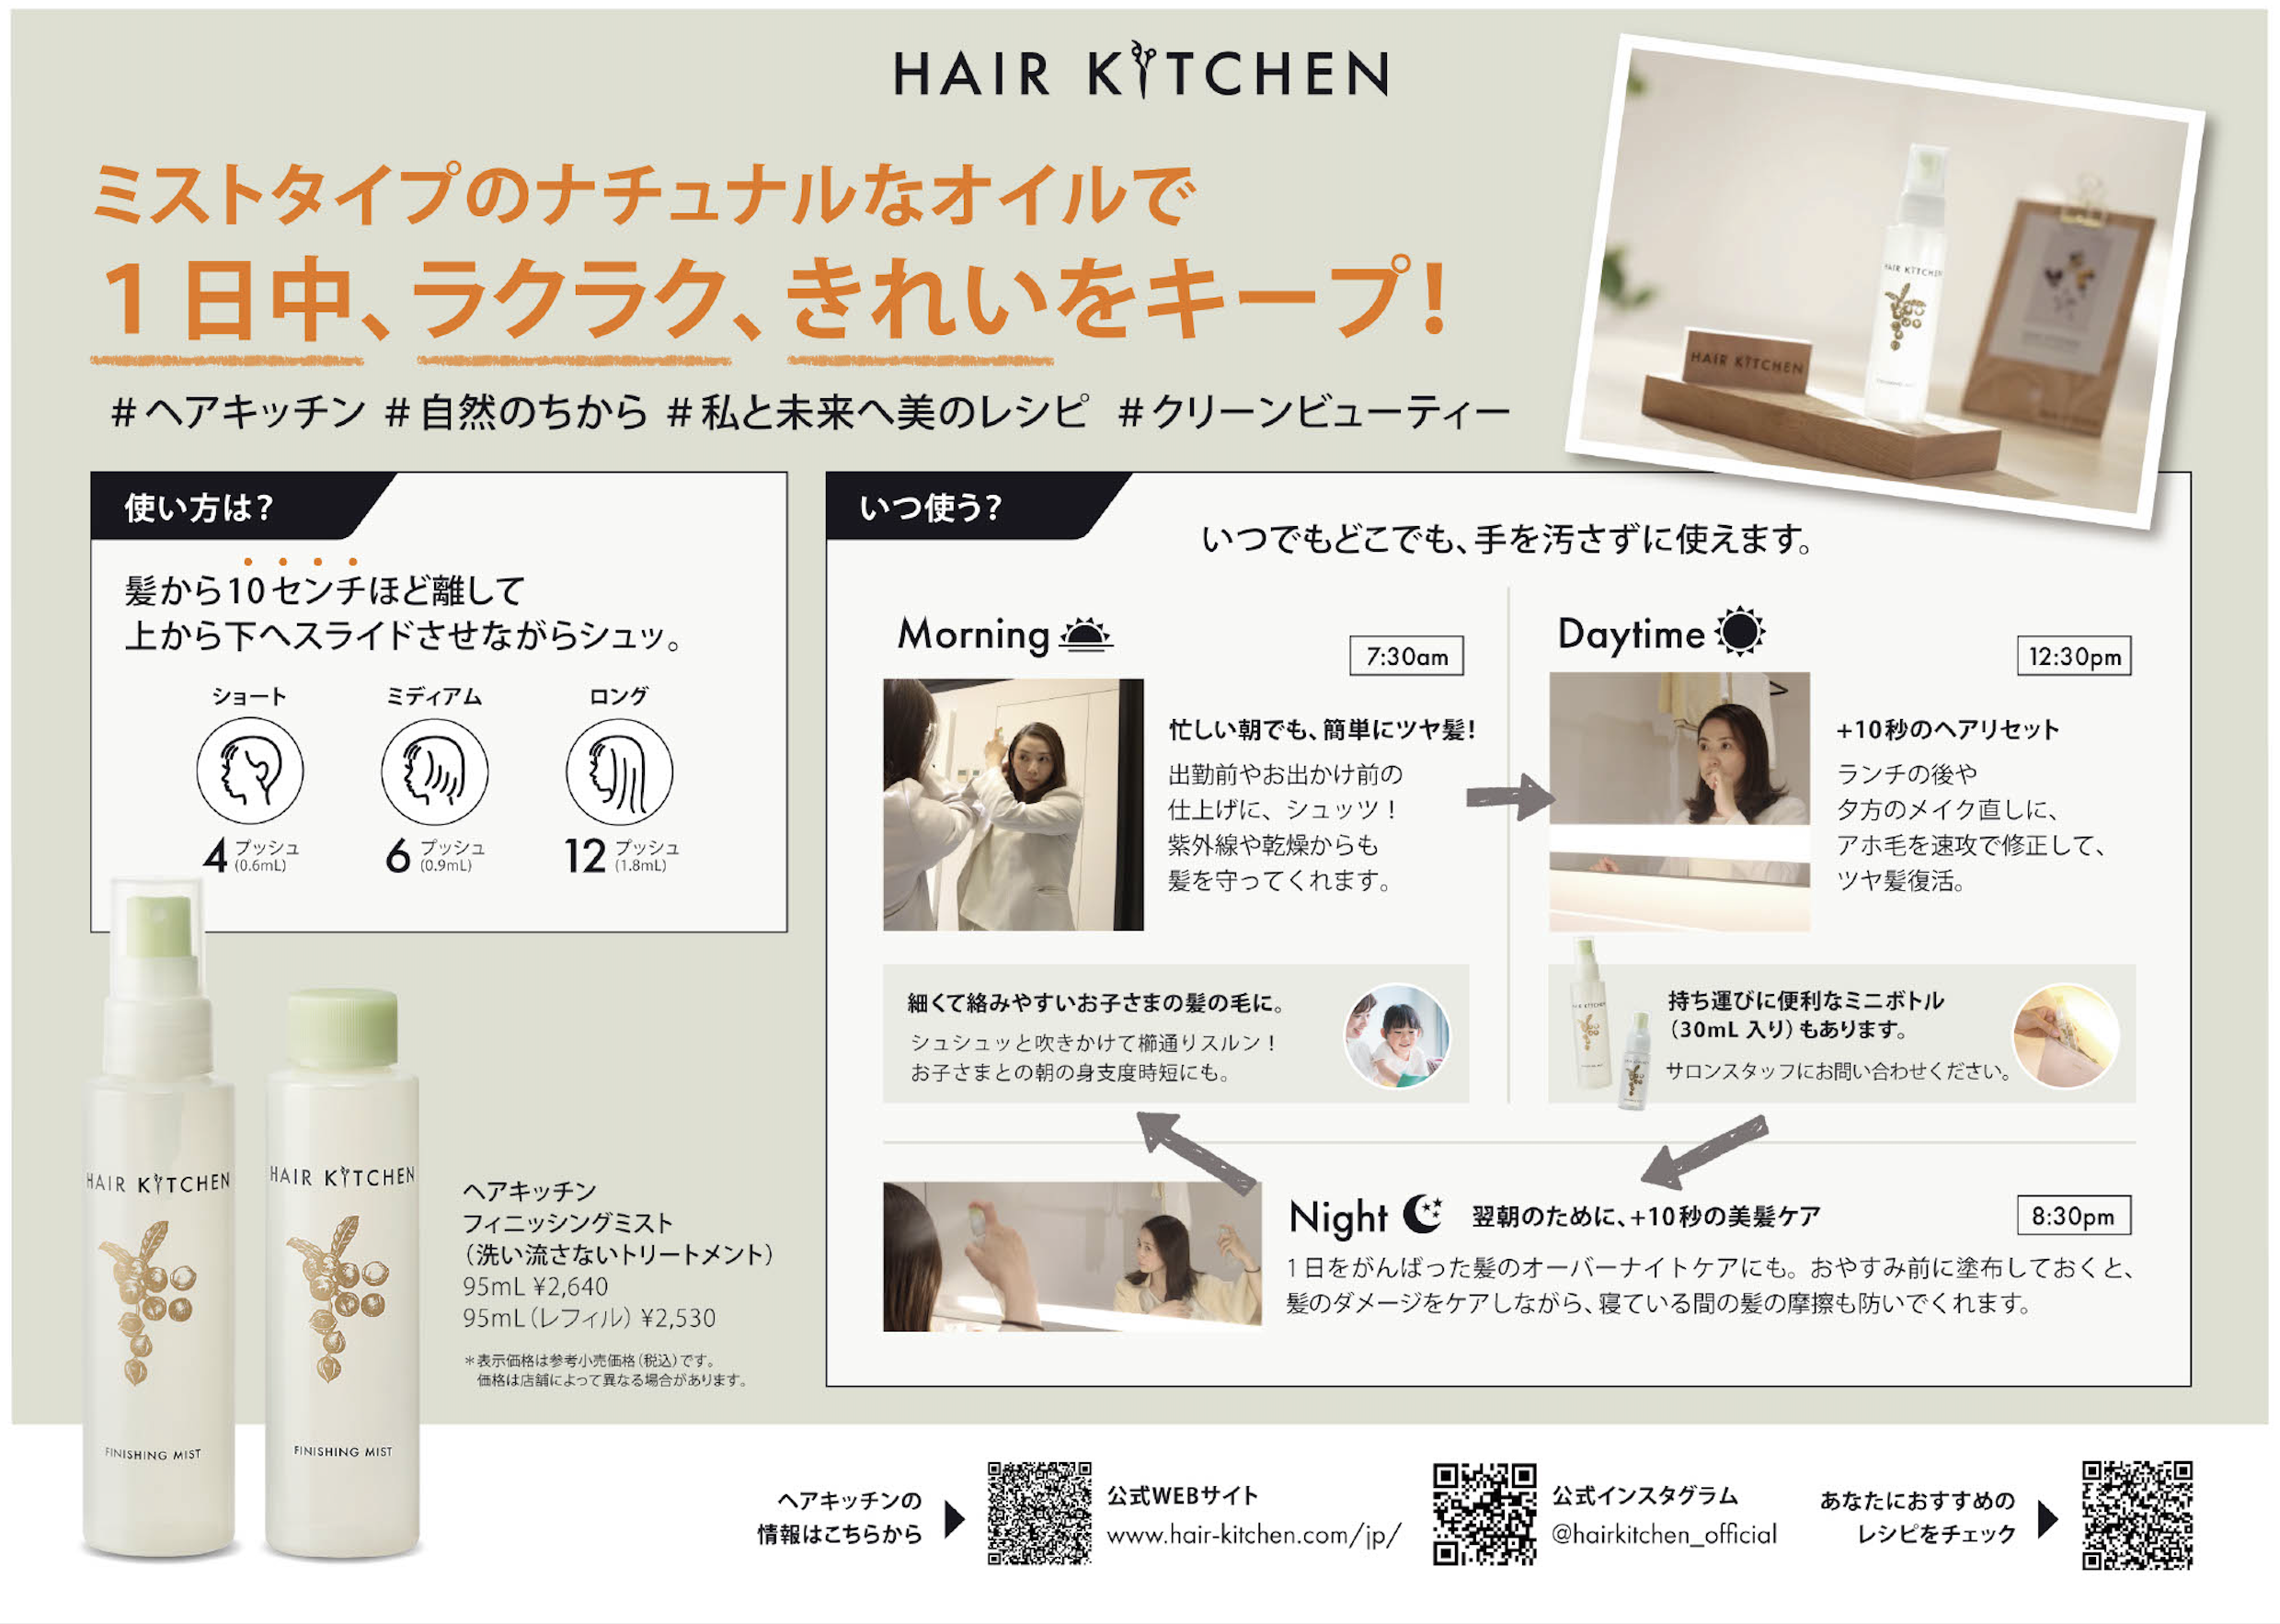 HAIR KITCHEN
ミストタイプのナチュナルなオイルで
1日中、ラクラク、きれいをキープ!
#ヘアキッチン #自然のちから #私と未来へ美のレシピ #クリーンビューティー
HAIR KITCHEN
HAIR KITCHEN
使い方は?
髪から10センチほど離して
上から下へスライドさせながらシュッ。
ショート ミディアム ロング
4プッシュ(0.6mL) 6プッシュ(0.9mL) 12プッシュ(1.8mL)
いつ使う?
いつでもどこでも、手を汚さずに使えます。
Morning
7:30am
忙しい朝でも、簡単にツヤ髪!
出勤前やお出かけ前の
仕上げに、シュッツ!
紫外線や乾燥からも
髪を守ってくれます。
Daytime
12:30pm
+10秒のヘアリセット
ランチの後や
夕方のメイク直しに、
アホ毛を速攻で修正して、
ツヤ髪復活。
細くて絡みやすいお子さまの髪の毛に。
シュシュッと吹きかけて櫛通りスルン!
お子さまとの朝の身支度時短にも。
HAIR KITCHEN
持ち運びに便利なミニボトル
(30mL 入り)もあります。
サロンスタッフにお問い合わせください。
Night
翌朝のために、+10秒の美髪ケア
8:30pm
1日をがんばった髪のオーバーナイトケアにも。おやすみ前に塗布しておくと、
髪のダメージをケアしながら、寝ている間の髪の摩擦も防いでくれます。
HAIR KITCHEN
FINISHING MIST
HAIR KITCHEN
FINISHING MIST
ヘアキッチン
フィニッシングミスト
(洗い流さないトリートメント)
95mL ¥2,640
95mL(レフィル) ¥2,530
*表示価格は参考小売価格(税込)です。
価格は店舗によって異なる場合があります。
ヘアキッチンの
情報はこちらから
公式WEBサイト
www.hair-kitchen.com/jp/
公式インスタグラム
@hairkitchen_official
あなたにおすすめの
レシピをチェック